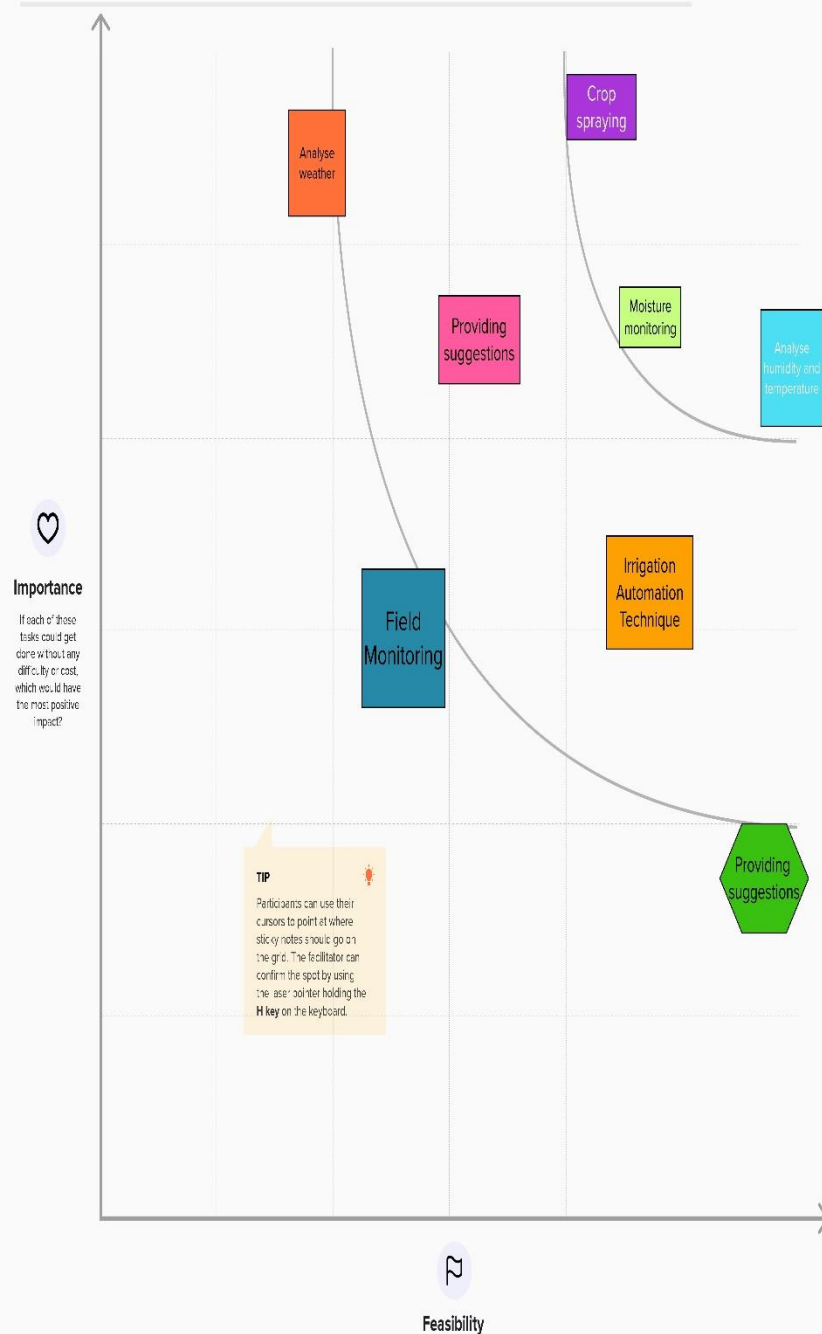 Crop
spraying
Analyse
weather
Providing
suggestions
Moisture
monitoring
Analyse
humidity and
temperature
Importance
If each of these
tasks could get
done without any
difficulty or cost,
which would have
the most positive
impact?
Irrigation
Automation
Technique
Field
Monitoring
Providing
suggestions
TIP
Participants can use their
cursors to point at where
sticky notes should go on
the grid. The facilitator can
confirm the spot by using
the laser pointer holding the
H key on the keyboard.
Feasibility